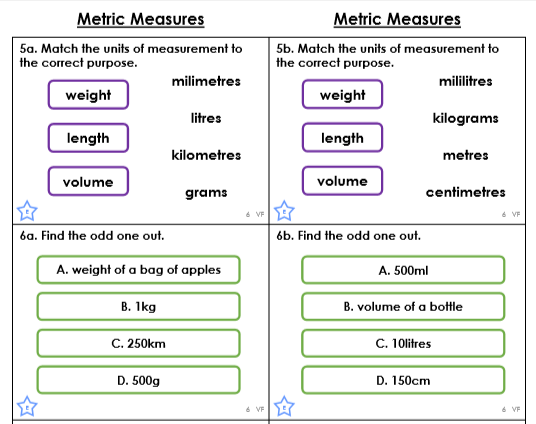 Metric Measures
Metric Measures
5a. Match the units of measurement to
the correct purpose.
weight
length
volume
milimetres
litres
kilometres
grams
E
6 VF
5b. Match the units of measurement to
the correct purpose.
weight
length
volume
mililitres
kilograms
metres
centimetres
E
6 VF
6a. Find the odd one out.
A. weight of a bag of apples
B. 1kg
C. 250km
D. 500g
E
6 VF
6b. Find the odd one out.
A. 500ml
B. volume of a bottle
C. 10litres
D. 150cm
E
6 VF